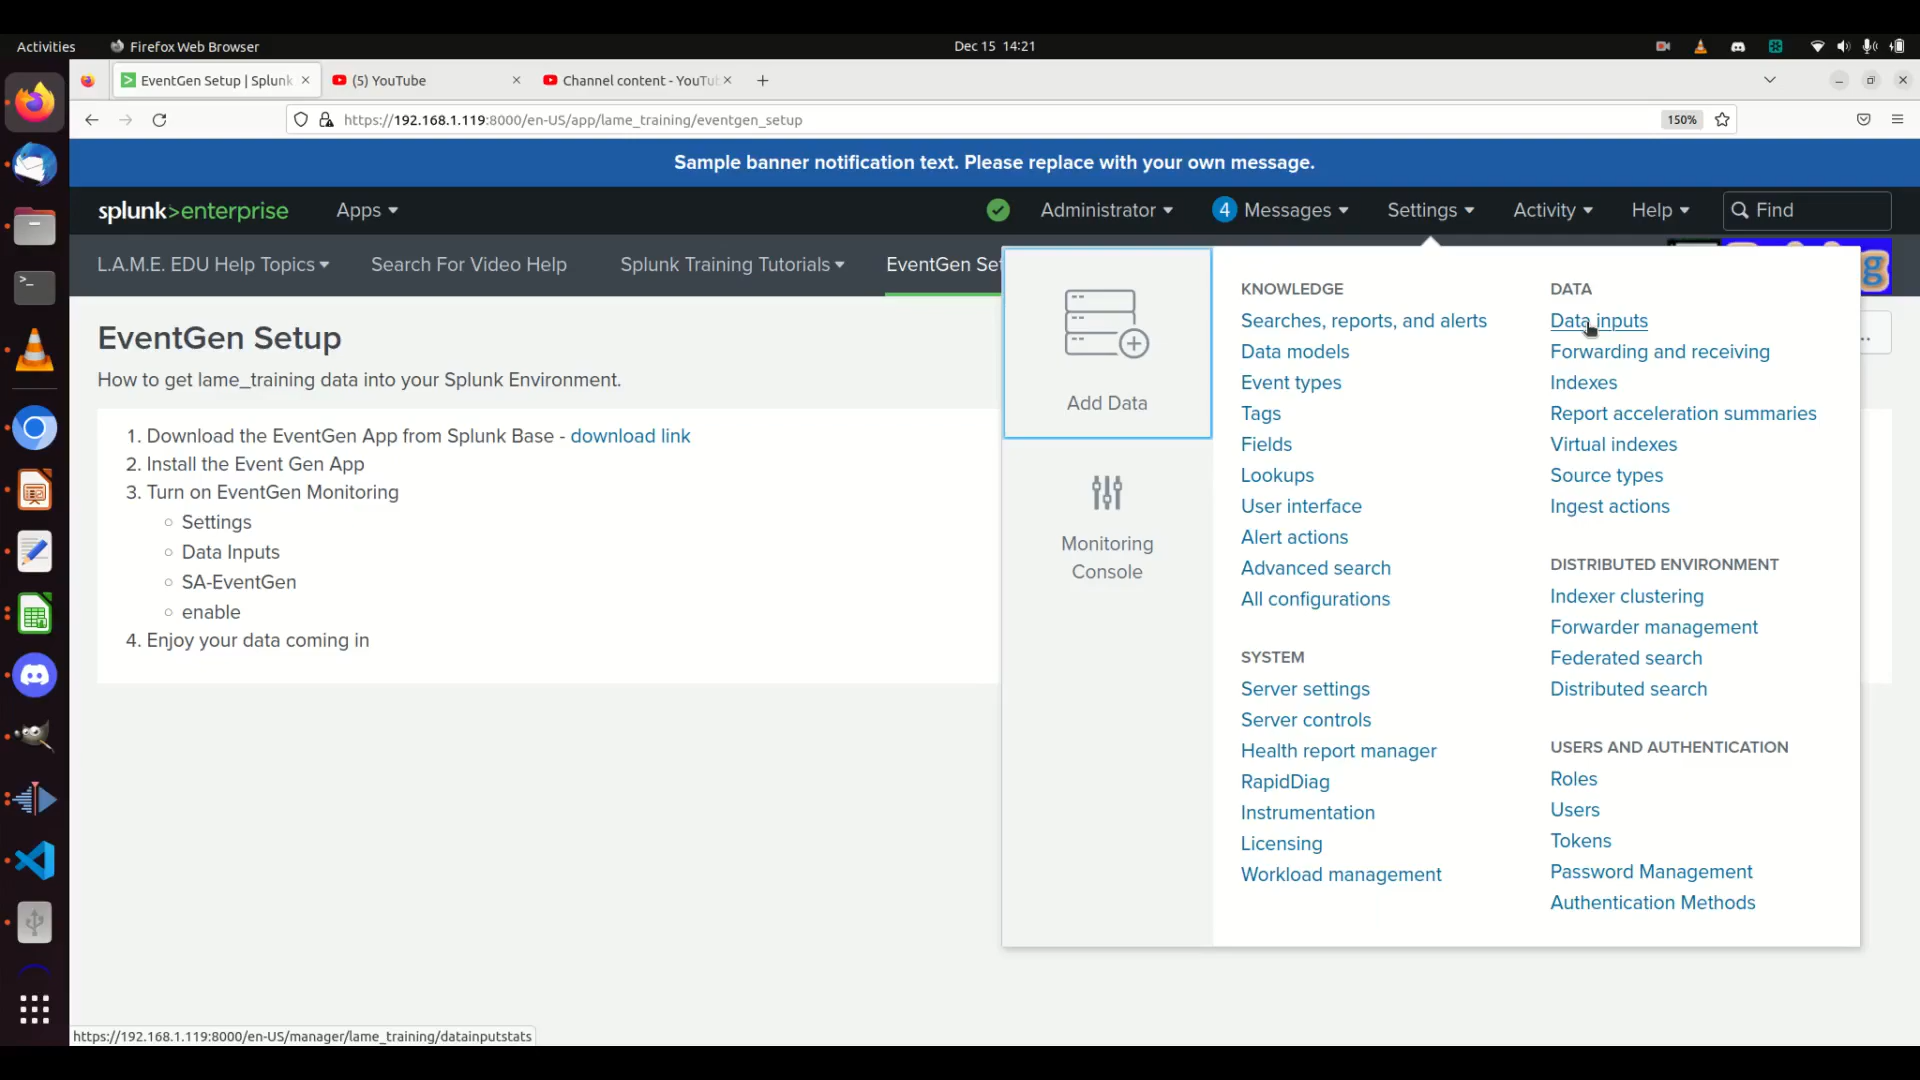 Activities
Firefox Web Browser
Dec 15 14:21
EventGen Setup | Splunk
(5) YouTube
Channel content - YouTu
https://192.168.1.119:8000/en-US/app/lame_training/eventgen_setup
150%
Sample banner notification text. Please replace with your own message.
splunk>enterprise
Apps
Administrator
4 Messages
Settings
Activity
Help
Find
L.A.M.E. EDU Help Topics
Search For Video Help
Splunk Training Tutorials
EventGen Set
g
EventGen Setup
How to get lame_training data into your Splunk Environment.
1. Download the EventGen App from Splunk Base - download link
2. Install the Event Gen App
3. Turn on EventGen Monitoring
Settings
Data Inputs
SA-EventGen
enable
4. Enjoy your data coming in
Add Data
Monitoring
Console
KNOWLEDGE
Searches, reports, and alerts
Data models
Event types
Tags
Fields
Lookups
User interface
Alert actions
Advanced search
All configurations
SYSTEM
Server settings
Server controls
Health report manager
RapidDiag
Instrumentation
Licensing
Workload management
DATA
Data inputs
Forwarding and receiving
Indexes
Report acceleration summaries
Virtual indexes
Source types
Ingest actions
DISTRIBUTED ENVIRONMENT
Indexer clustering
Forwarder management
Federated search
Distributed search
USERS AND AUTHENTICATION
Roles
Users
Tokens
Password Management
Authentication Methods
https://192.168.1.119:8000/en-US/manager/lame_training/datainputstats